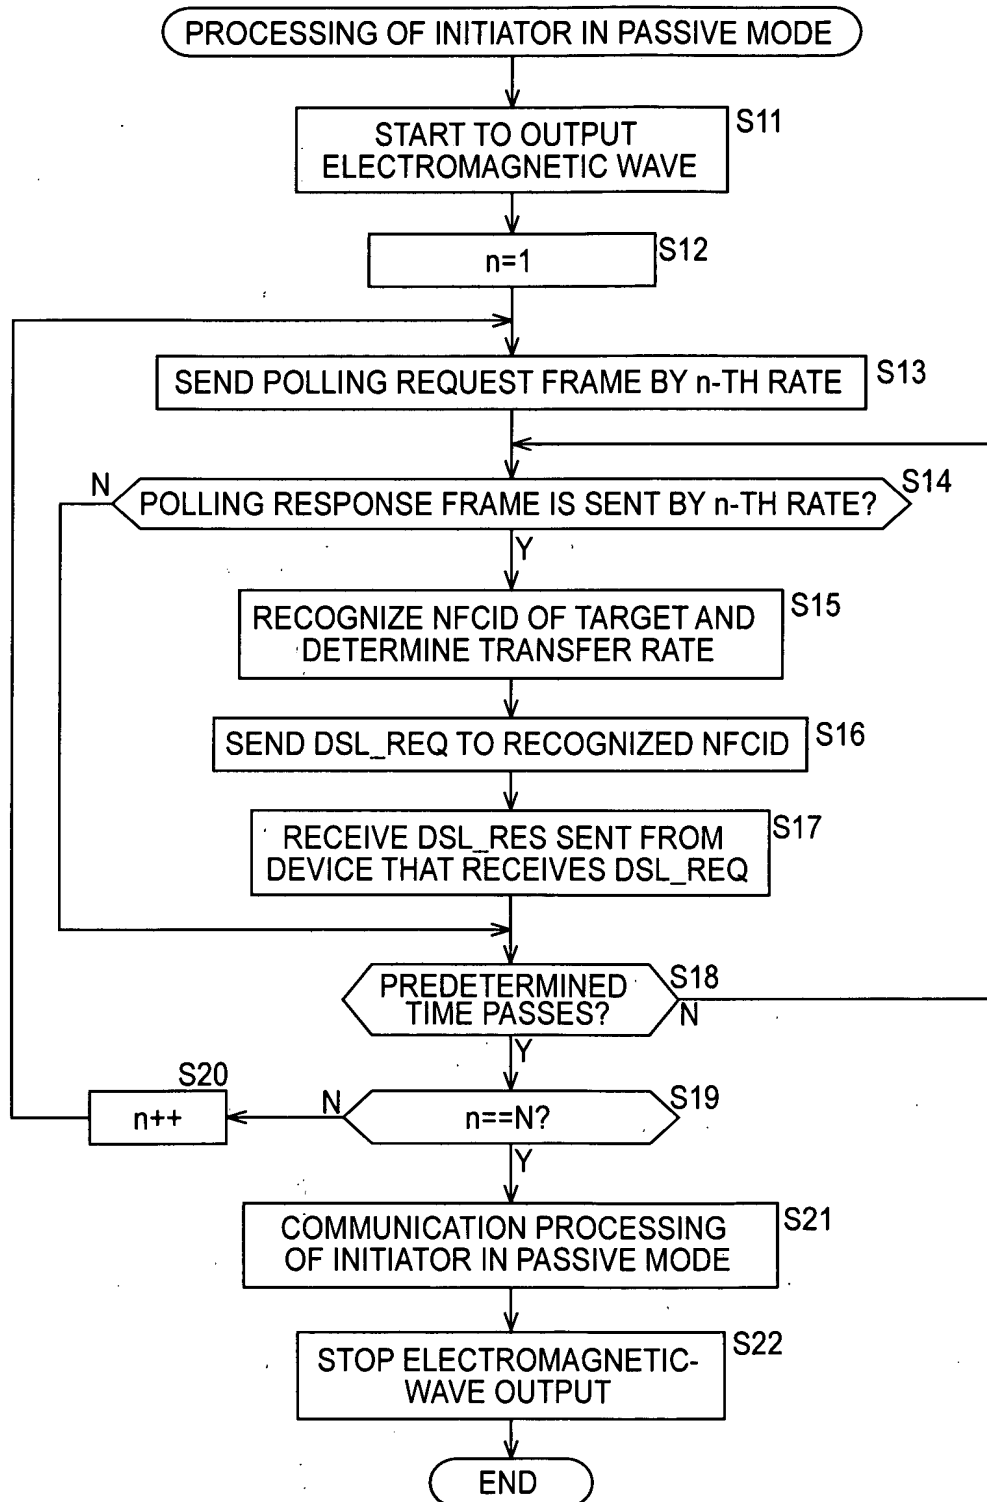 PROCESSING OF INITIATOR IN PASSIVE MODE
START TO OUTPUT
ELECTROMAGNETIC WAVE
S11
n=1
S12
SEND POLLING REQUEST FRAME BY n-TH RATE
S13
N
POLLING RESPONSE FRAME IS SENT BY n-TH RATE?
S14
Y
RECOGNIZE NFCID OF TARGET AND
DETERMINE TRANSFER RATE
S15
SEND DSL_REQ TO RECOGNIZED NFCID
S16
RECEIVE DSL_RES SENT FROM
DEVICE THAT RECEIVES DSL_REQ
S17
PREDETERMINED
TIME PASSES?
S18
N
Y
S20
n++
N
n==N?
S19
Y
COMMUNICATION PROCESSING
OF INITIATOR IN PASSIVE MODE
S21
STOP ELECTROMAGNETIC-
WAVE OUTPUT
S22
END